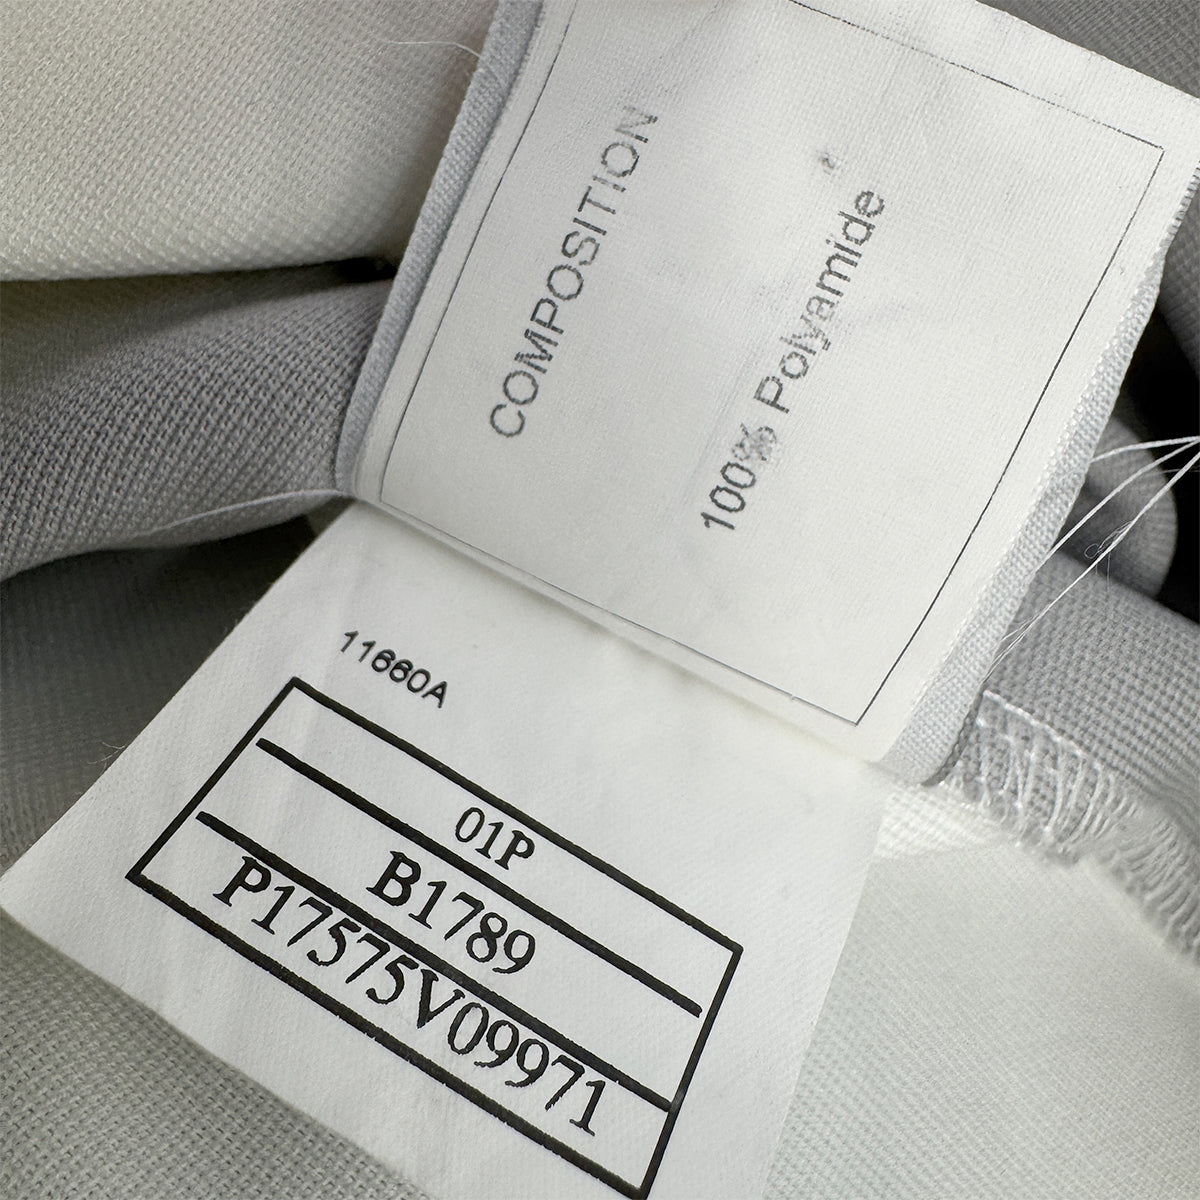 COMPOSITION
100% Polyamide
11660A
01P
B1789
P17575V09971